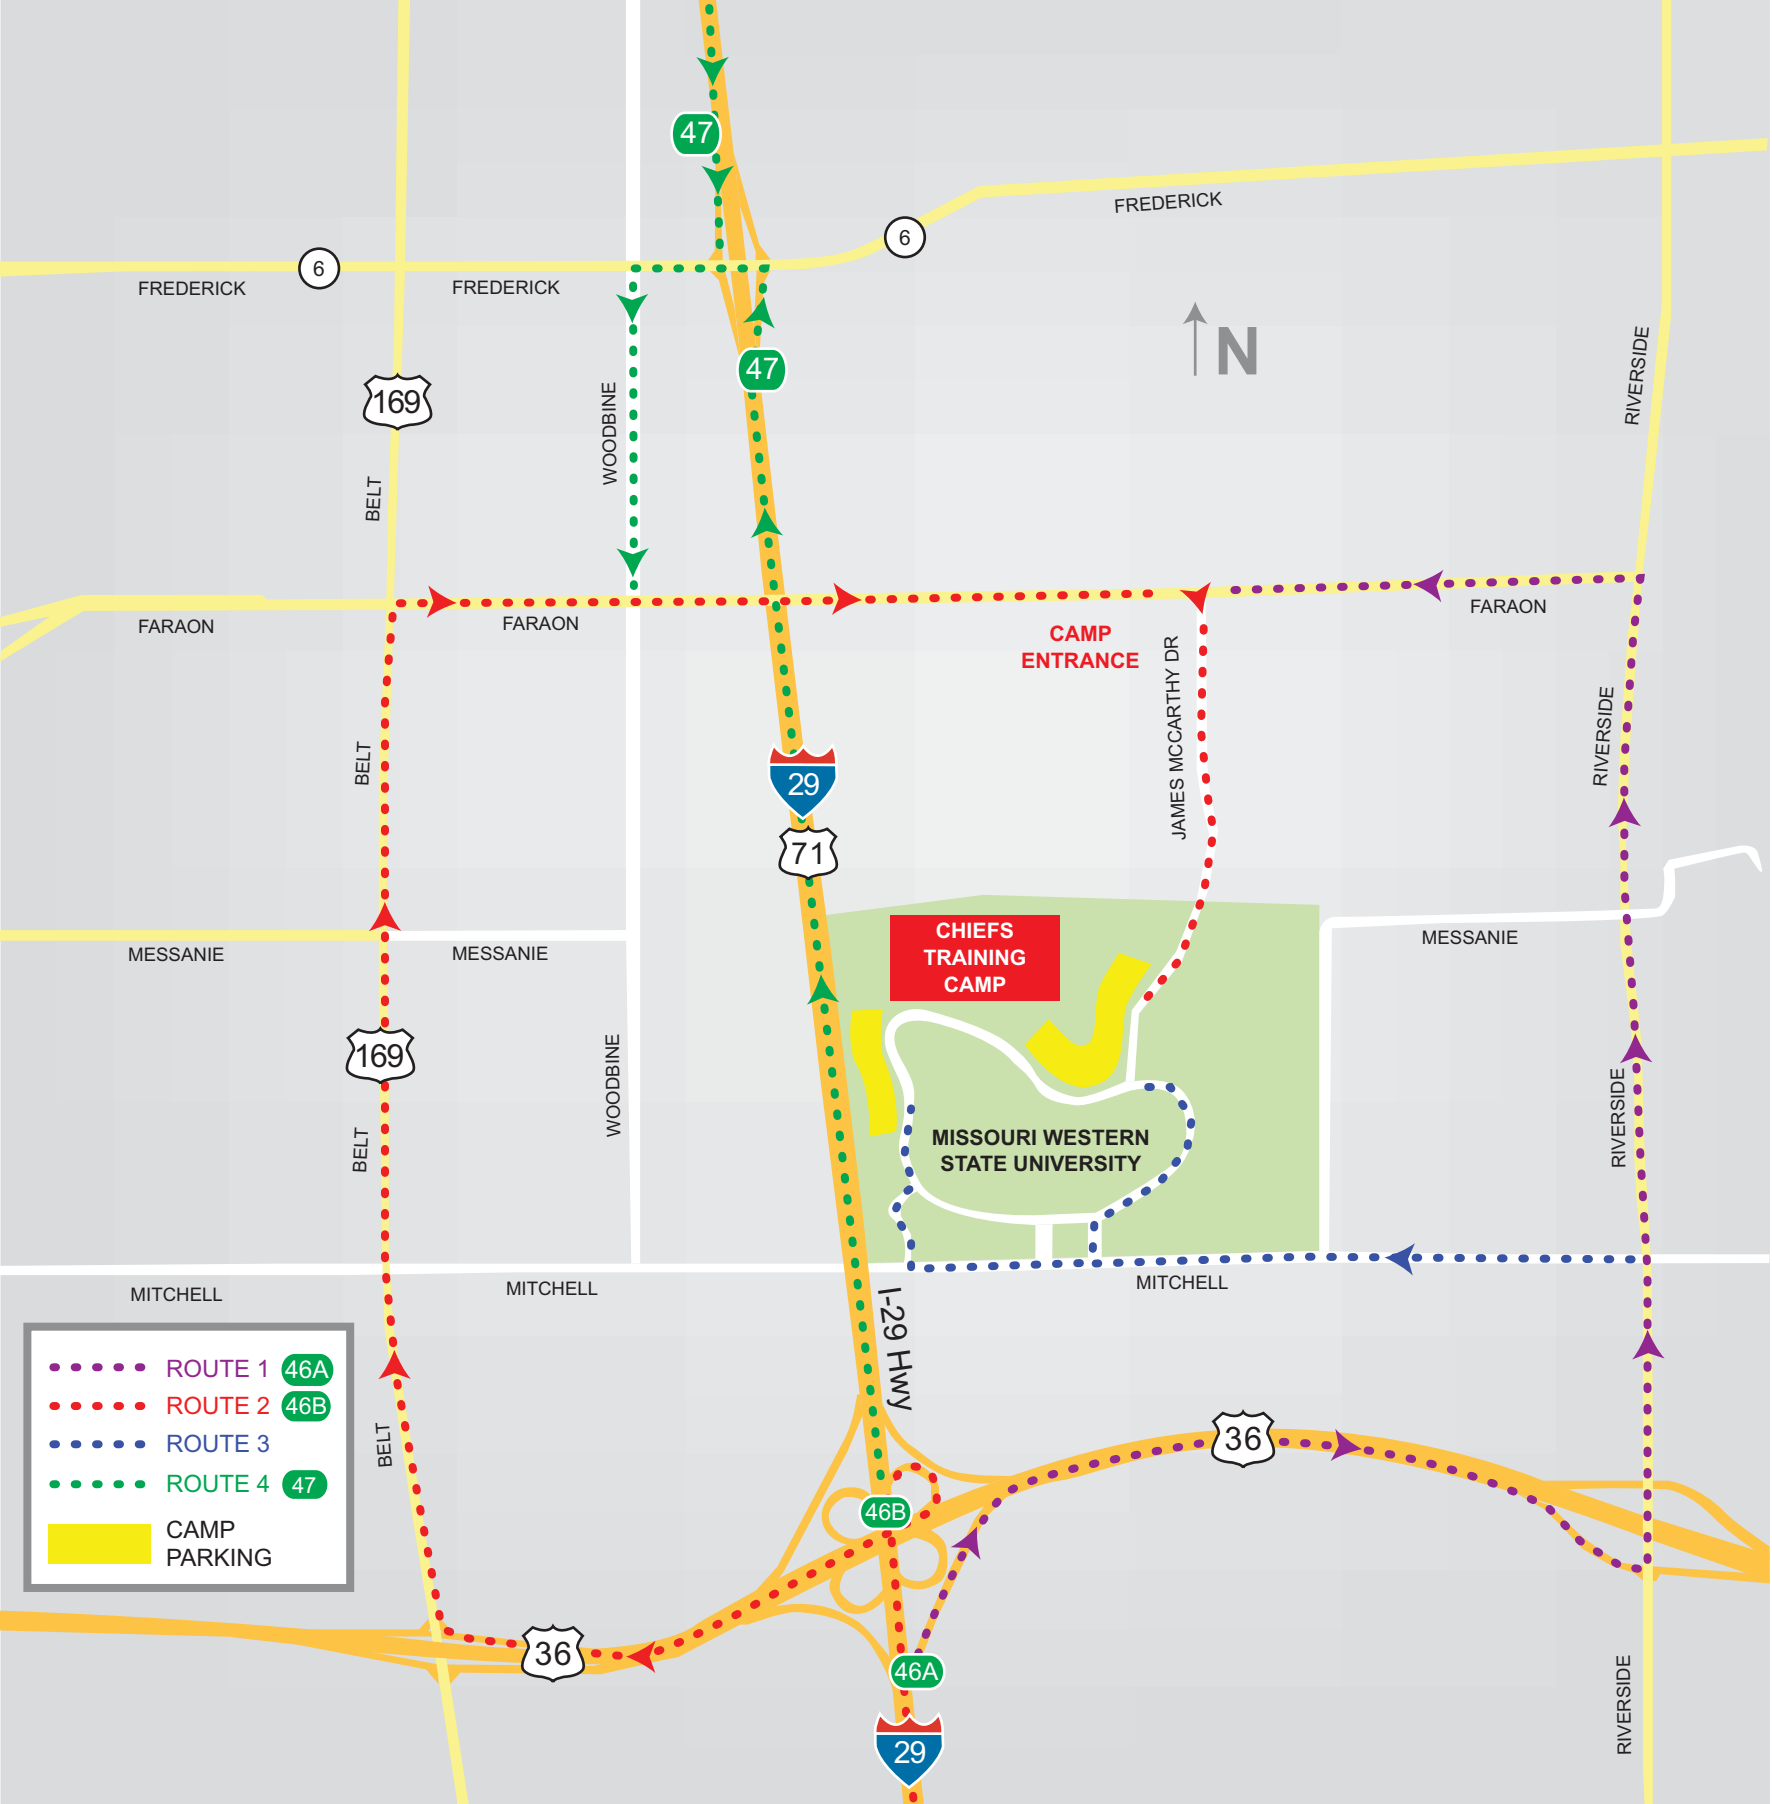 47
FREDERICK
6
6
FREDERICK
FREDERICK
N
RIVERSIDE
47
169
WOODBINE
BELT
FARAON
FARAON
FARAON
CAMP
ENTRANCE
JAMES MCCARTHY DR
RIVERSIDE
BELT
29
71
CHIEFS
TRAINING
CAMP
MESSANIE
MESSANIE
MESSANIE
169
WOODBINE
RIVERSIDE
BELT
MISSOURI WESTERN
STATE UNIVERSITY
MITCHELL
MITCHELL
MITCHELL
I-29 Hwy
ROUTE 1 46A
ROUTE 2 46B
ROUTE 3
ROUTE 4 47
CAMP
PARKING
BELT
36
46B
36
46A
RIVERSIDE
29